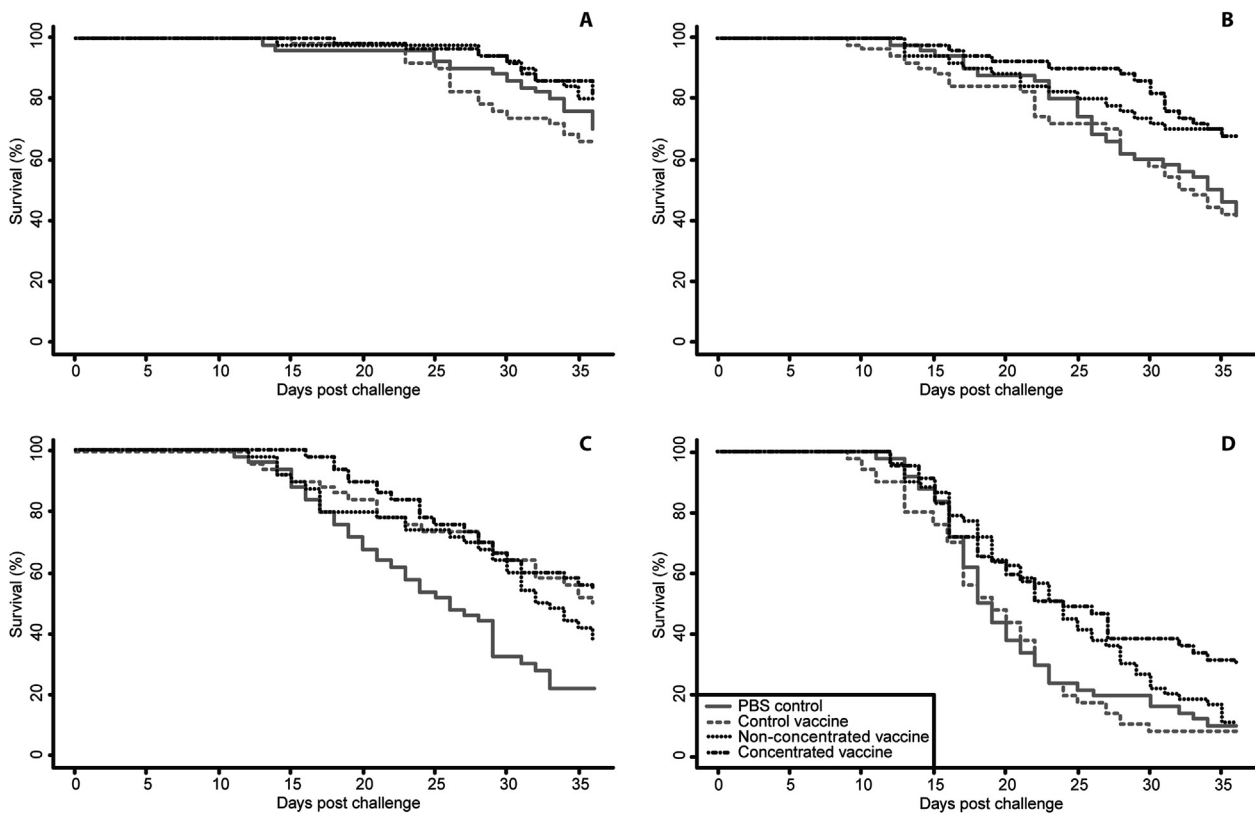 A
Survival (%)
100
80
60
40
20
0
0 5 10 15 20 25 30 35
Days post challenge
B
Survival (%)
100
80
60
40
20
0
0 5 10 15 20 25 30 35
Days post challenge
C
Survival (%)
100
80
60
40
20
0
0 5 10 15 20 25 30 35
Days post challenge
D
Survival (%)
100
80
60
40
20
0
PBS control
Control vaccine
Non-concentrated vaccine
Concentrated vaccine
0 5 10 15 20 25 30 35
Days post challenge